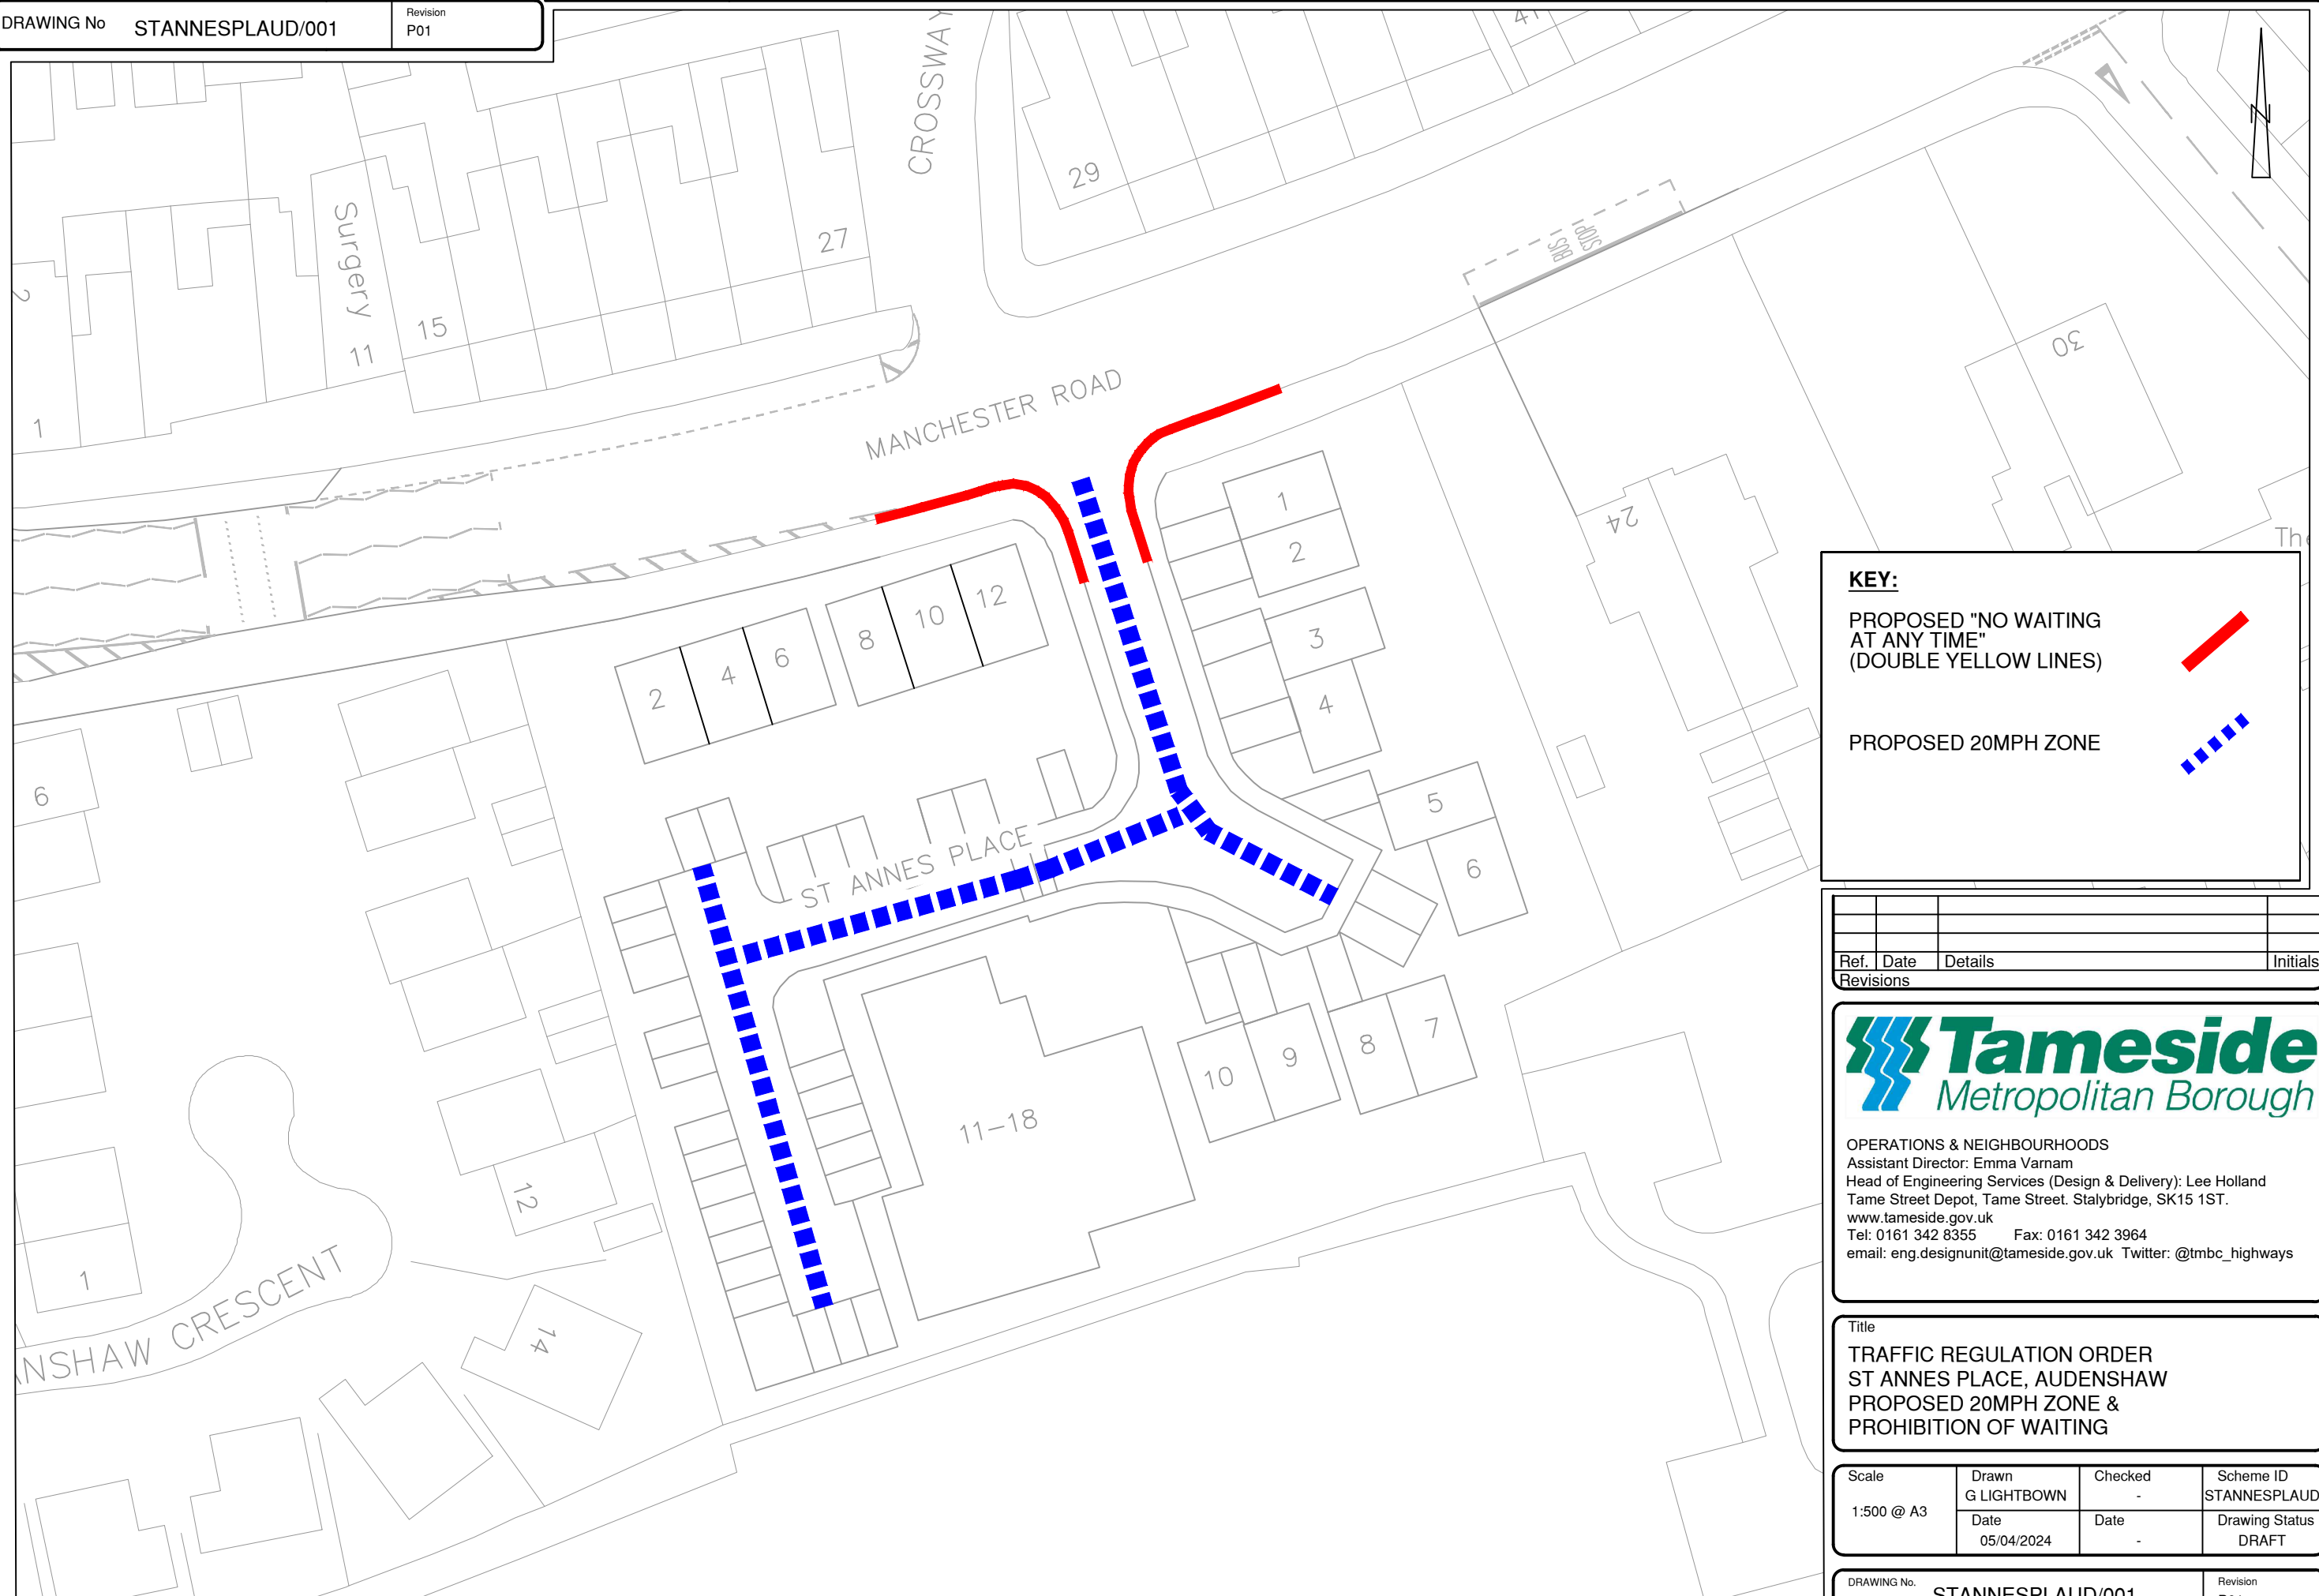 DRAWING No STANNESPLAUD/001
Revision
P01
CROSSWAY
41
29
27
Surgery
15
11
2
1
BUS
STOP
N
30
MANCHESTER ROAD
24
1
2
3
4
5
6
2
4
6
8
10
12
6
ST ANNES PLACE
7
8
9
10
11-18
12
14
1
NSHAW CRESCENT
KEY:
PROPOSED "NO WAITING
AT ANY TIME"
(DOUBLE YELLOW LINES)
PROPOSED 20MPH ZONE
Ref. Date Details Initials
Revisions
Tameside
Metropolitan Borough
OPERATIONS & NEIGHBOURHOODS
Assistant Director: Emma Varnam
Head of Engineering Services (Design & Delivery): Lee Holland
Tame Street Depot, Tame Street. Stalybridge, SK15 1ST.
www.tameside.gov.uk
Tel: 0161 342 8355 Fax: 0161 342 3964
email: eng.designunit@tameside.gov.uk Twitter: @tmbc_highways
Title
TRAFFIC REGULATION ORDER
ST ANNES PLACE, AUDENSHAW
PROPOSED 20MPH ZONE &
PROHIBITION OF WAITING
Scale Drawn Checked Scheme ID
1:500 @ A3 G LIGHTBOWN - STANNESPLAUD
Date Date Drawing Status
05/04/2024 - DRAFT
DRAWING No. STANNESPLAUD/001 Revision